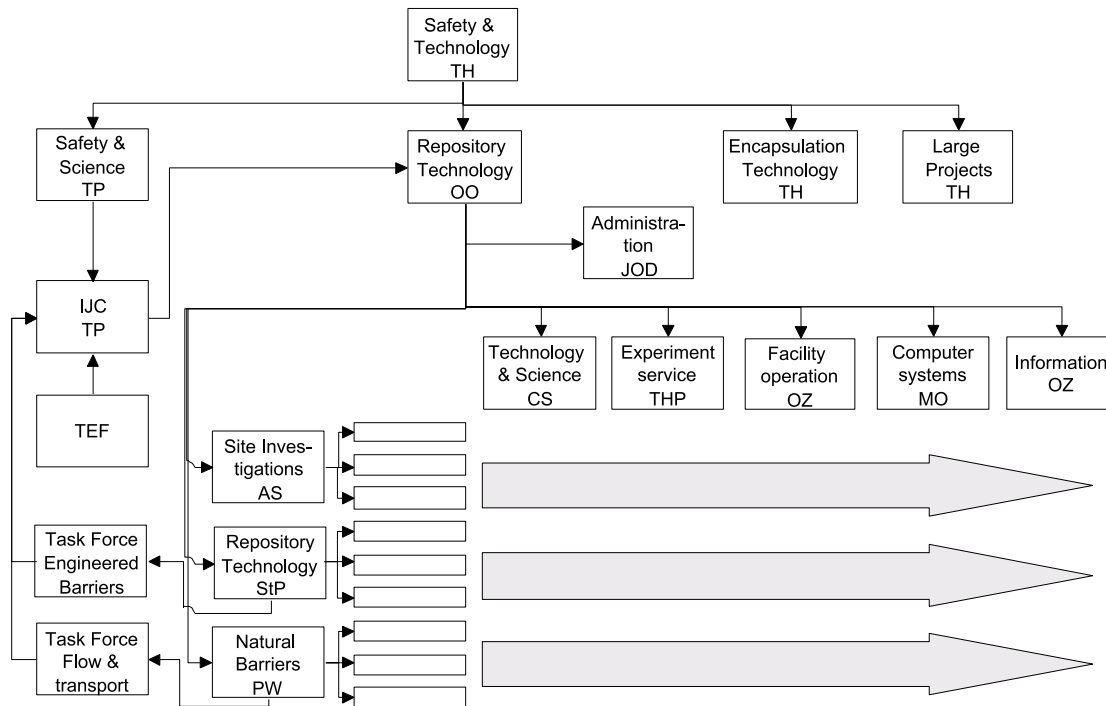 Safety &
Technology
TH
Safety &
Science
TP
Repository
Technology
OO
Encapsulation
Technology
TH
Large
Projects
TH
Administra-
tion
JOD
IJC
TP
Technology
& Science
CS
Experiment
service
THP
Facility
operation
OZ
Computer
systems
MO
Information
OZ
TEF
Site Inves-
tigations
AS
Task Force
Engineered
Barriers
Repository
Technology
StP
Task Force
Flow &
transport
Natural
Barriers
PW